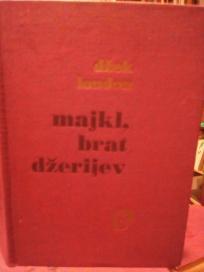 džek
london
majkl,
brat
džerijev